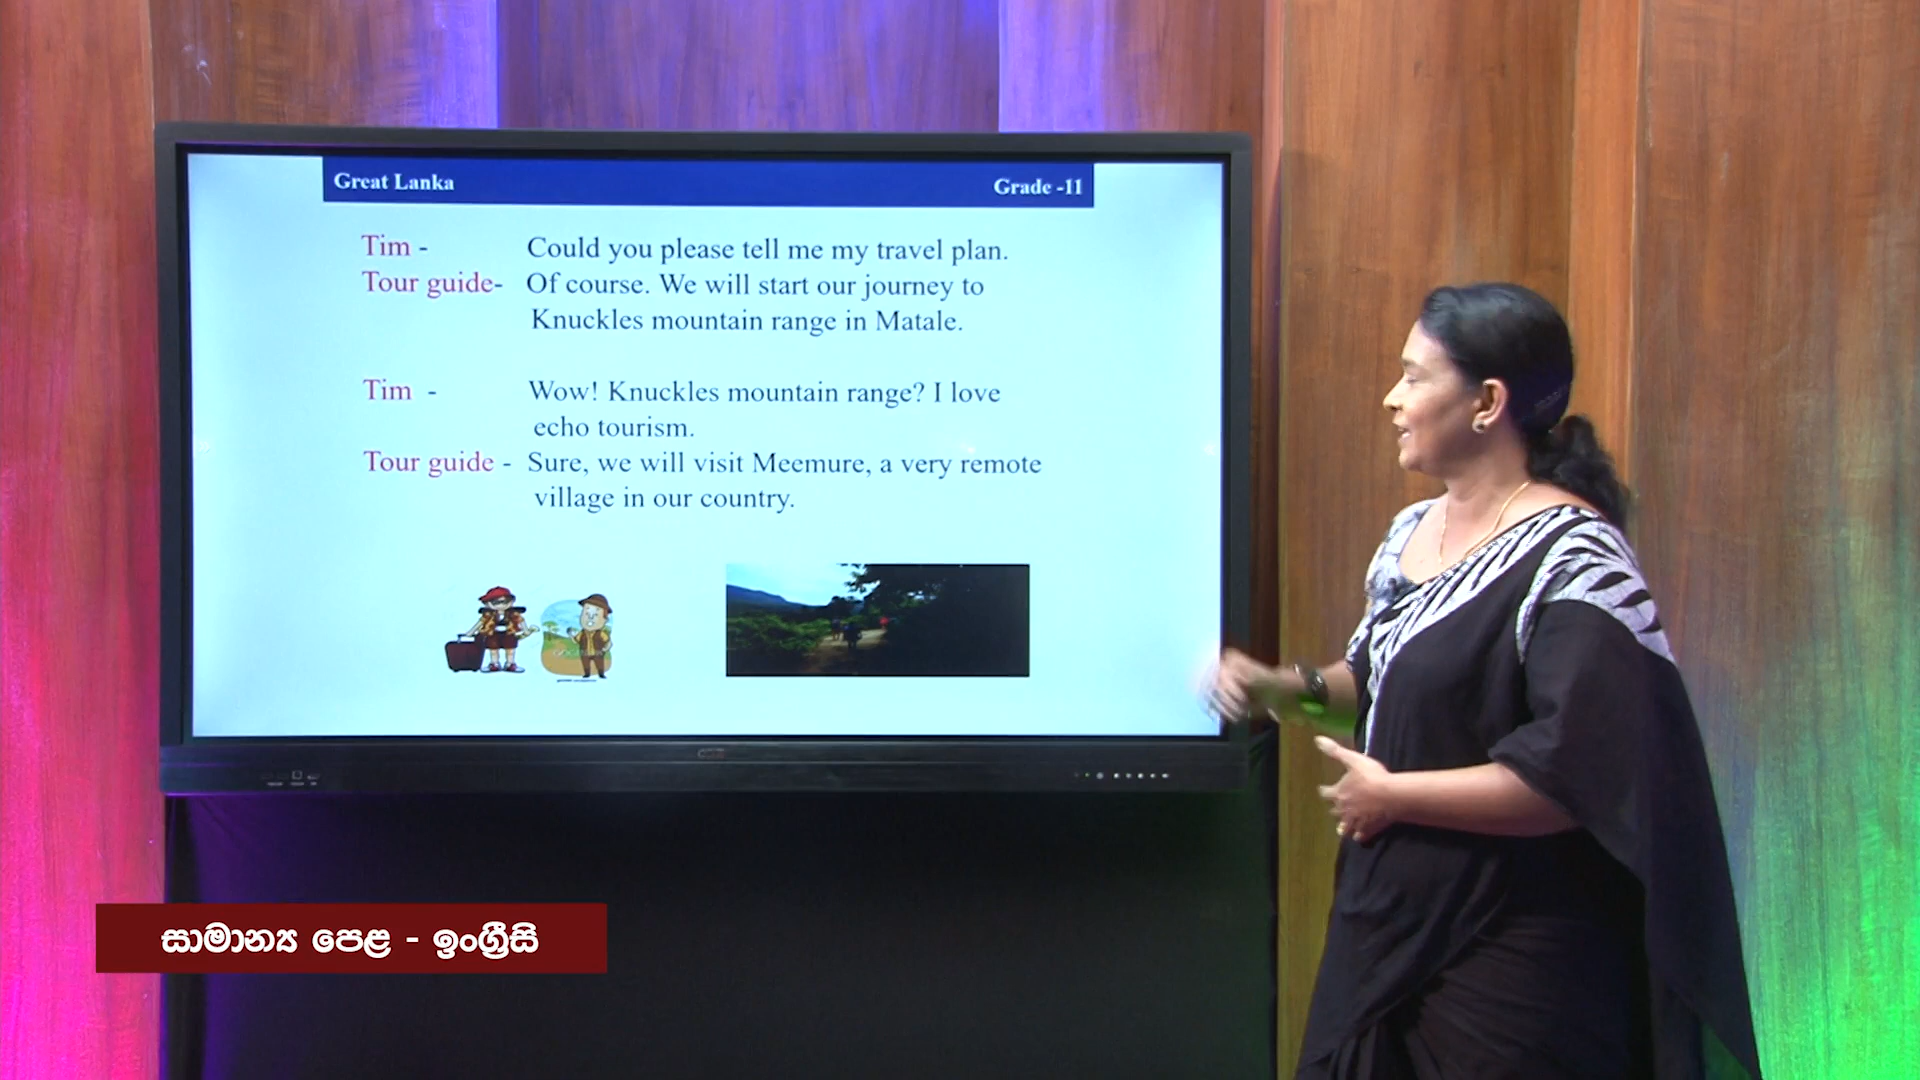 Great Lanka
Grade -11
Tim - Could you please tell me my travel plan.
Tour guide- Of course. We will start our journey to
Knuckles mountain range in Matale.
Tim - Wow! Knuckles mountain range? I love
echo tourism.
Tour guide - Sure, we will visit Meemure, a very remote
village in our country.
සාමාන්‍ය පෙළ - ඉංග්‍රීසි